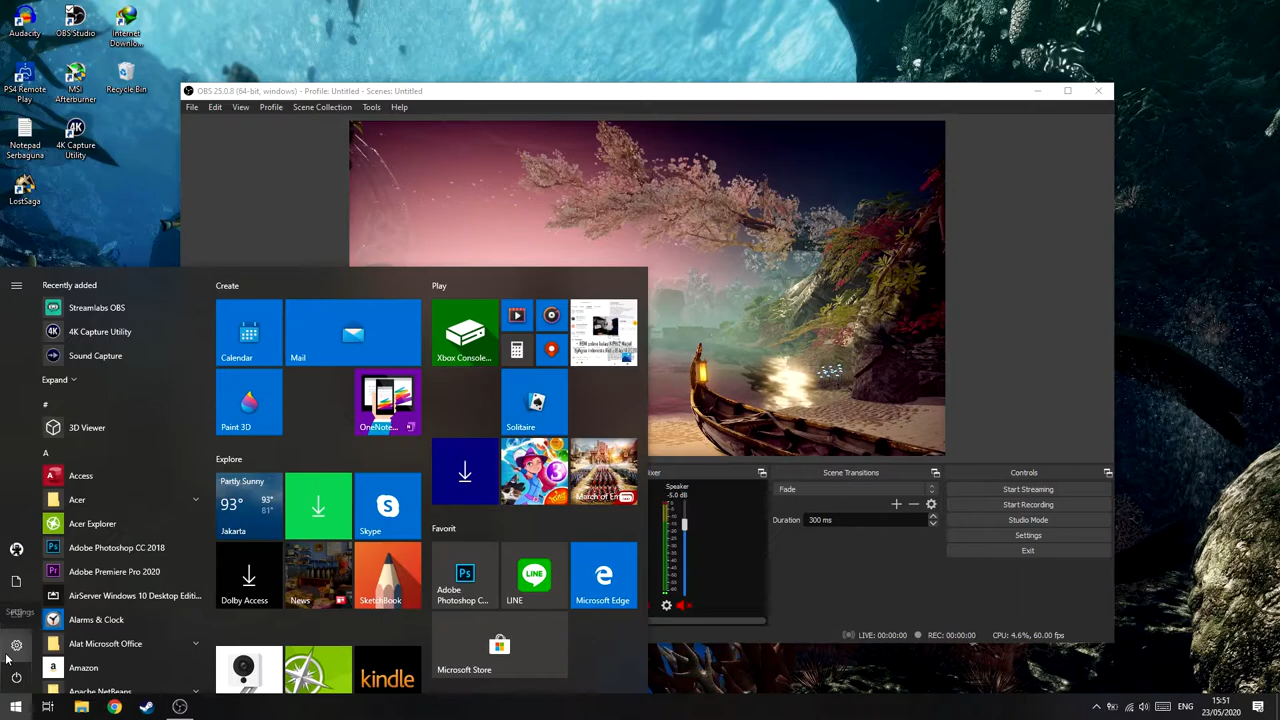 Audacity
OBS Studio
Internet
Downlo...
PS4 Remote
Play
MSI
Afterburner
Recycle Bin
Notepad
Serbaguna
4K Capture
Utility
LostSaga
OBS 25.0.8 (64-bit, windows) - Profile: Untitled - Scenes: Untitled
File
Edit
View
Profile
Scene Collection
Tools
Help
Recently added
Streamlabs OBS
4K Capture Utility
Sound Capture
Expand
#
3D Viewer
A
Access
Acer
Acer Explorer
Adobe Photoshop CC 2018
Adobe Premiere Pro 2020
AirServer Windows 10 Desktop Editi...
Alarms & Clock
Alat Microsoft Office
Amazon
Apache NetBeans
Settings
Create
Calendar
Mail
Paint 3D
OneNote...
Explore
Partly Sunny
93°
93°
81°
Jakarta
Skype
Dolby Access
News
SketchBook
kindle
Play
Xbox Console...
Solitaire
March of Em...
Favorit
Adobe
Photoshop C...
LINE
Microsoft Edge
Microsoft Store
ixer
Speaker
-5.0 dB
Scene Transitions
Fade
Duration
300 ms
Controls
Start Streaming
Start Recording
Studio Mode
Settings
Exit
LIVE: 00:00:00
REC: 00:00:00
CPU: 4.6%, 60.00 fps
ENG
15:51
23/05/2020